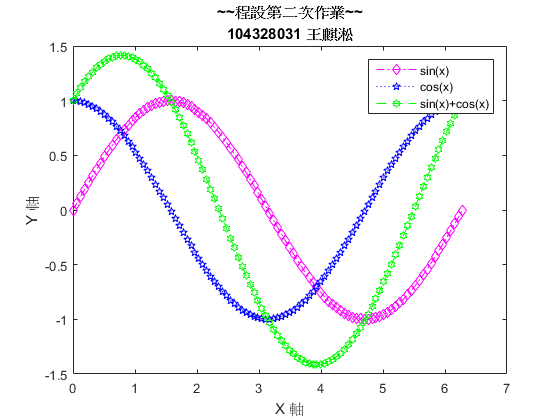 ~~程設第二次作業~~
104328031 王麒淞
1.5
sin(x)
cos(x)
sin(x)+cos(x)
1
0.5
0
-0.5
-1
-1.5
Y 軸
0 1 2 3 4 5 6 7
X 軸